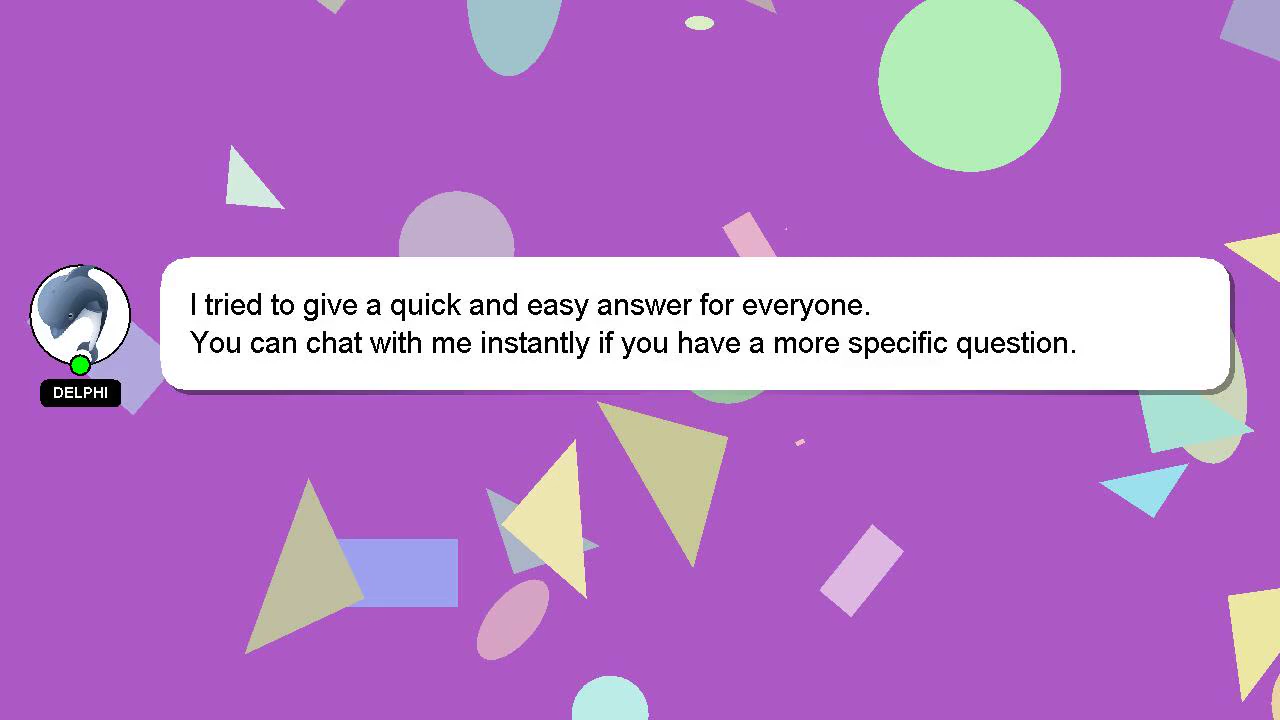 I tried to give a quick and easy answer for everyone.
You can chat with me instantly if you have a more specific question.
DELPHI